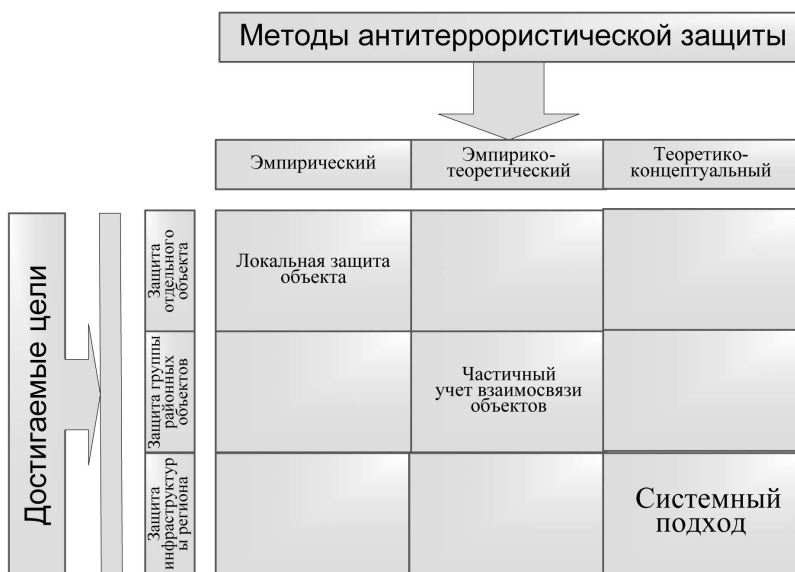 Методы антитеррористической защиты
Эмпирический
Эмпирико-
теоретический
Теоретико-
концептуальный
Достигаемые цели
Защита
отдельного
объекта
Локальная защита
объекта
Защита группы
районных
объектов
Частичный
учет взаимосвязи
объектов
Защита
инфраструктур
ы региона
Системный
подход